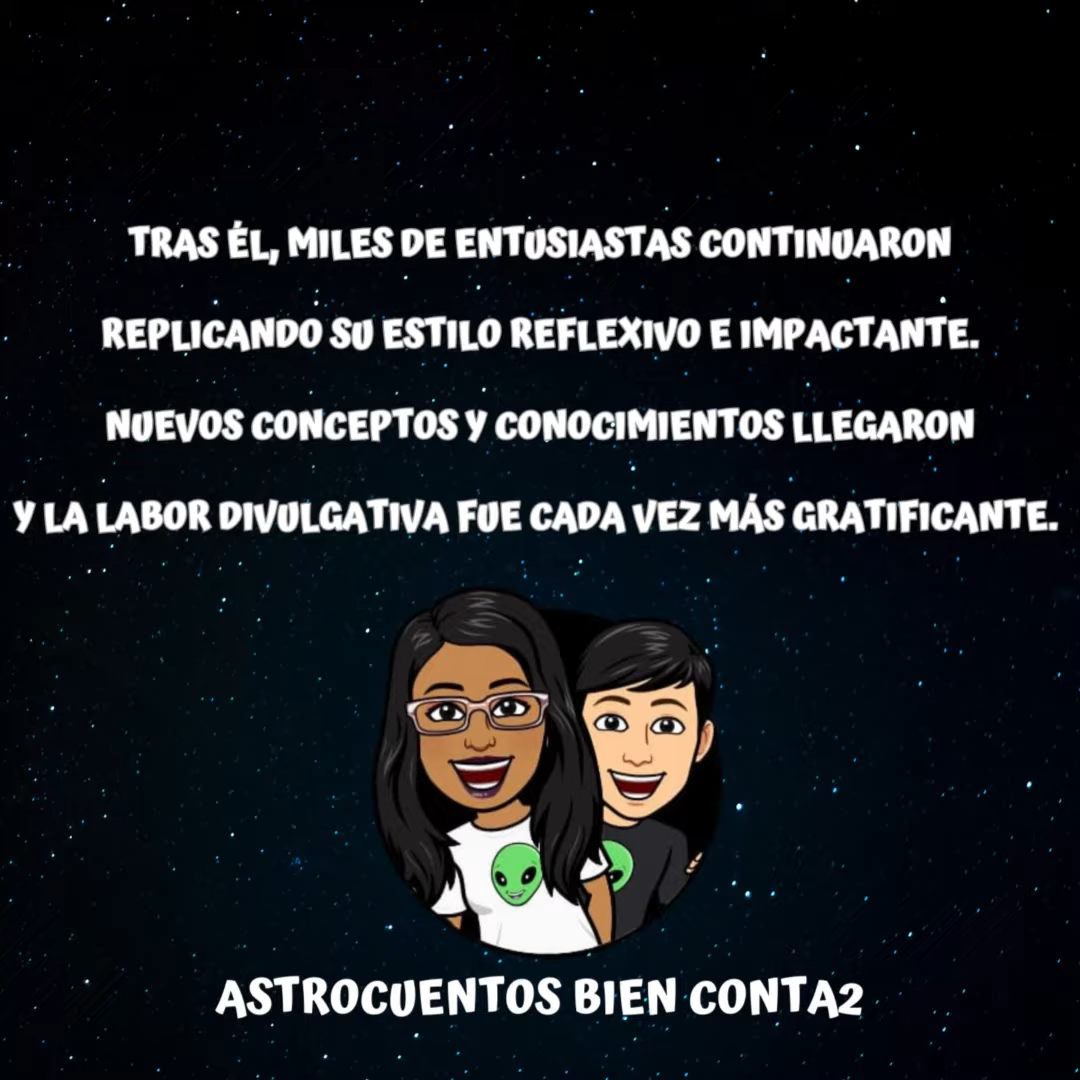 TRAS ÉL, MILES DE ENTUSIASTAS CONTINUARON
REPLICANDO SU ESTILO REFLEXIVO E IMPACTANTE.
NUEVOS CONCEPTOS Y CONOCIMIENTOS LLEGARON
Y LA LABOR DIVULGATIVA FUE CADA VEZ MÁS GRATIFICANTE.
ASTROCUENTOS BIEN CONTA2